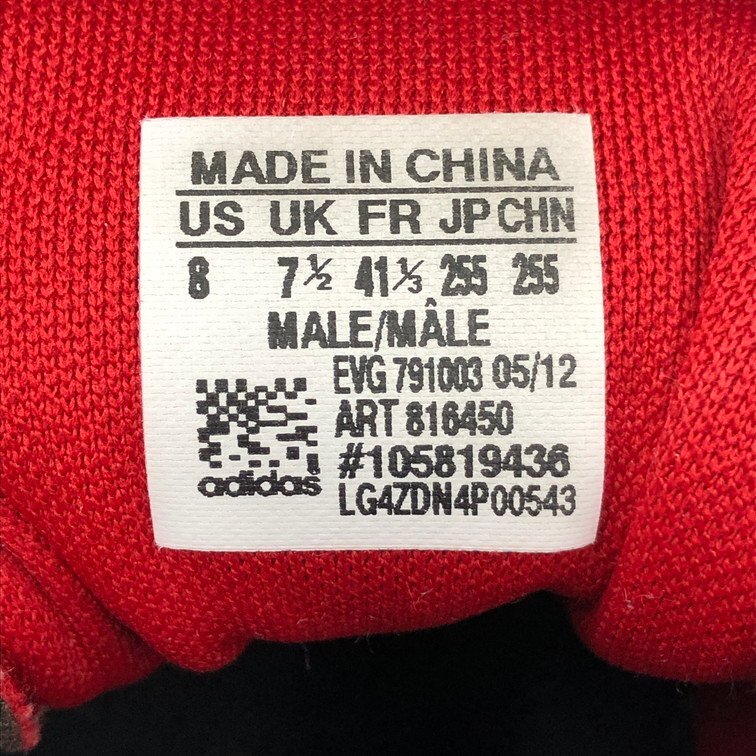 MADE IN CHINA
US UK FR JP CHN
8 7½ 41⅓ 255 255
MALE/MÂLE
EVG 791003 05/12
ART 816450
#105819436
adidas LG4ZDN4P00543